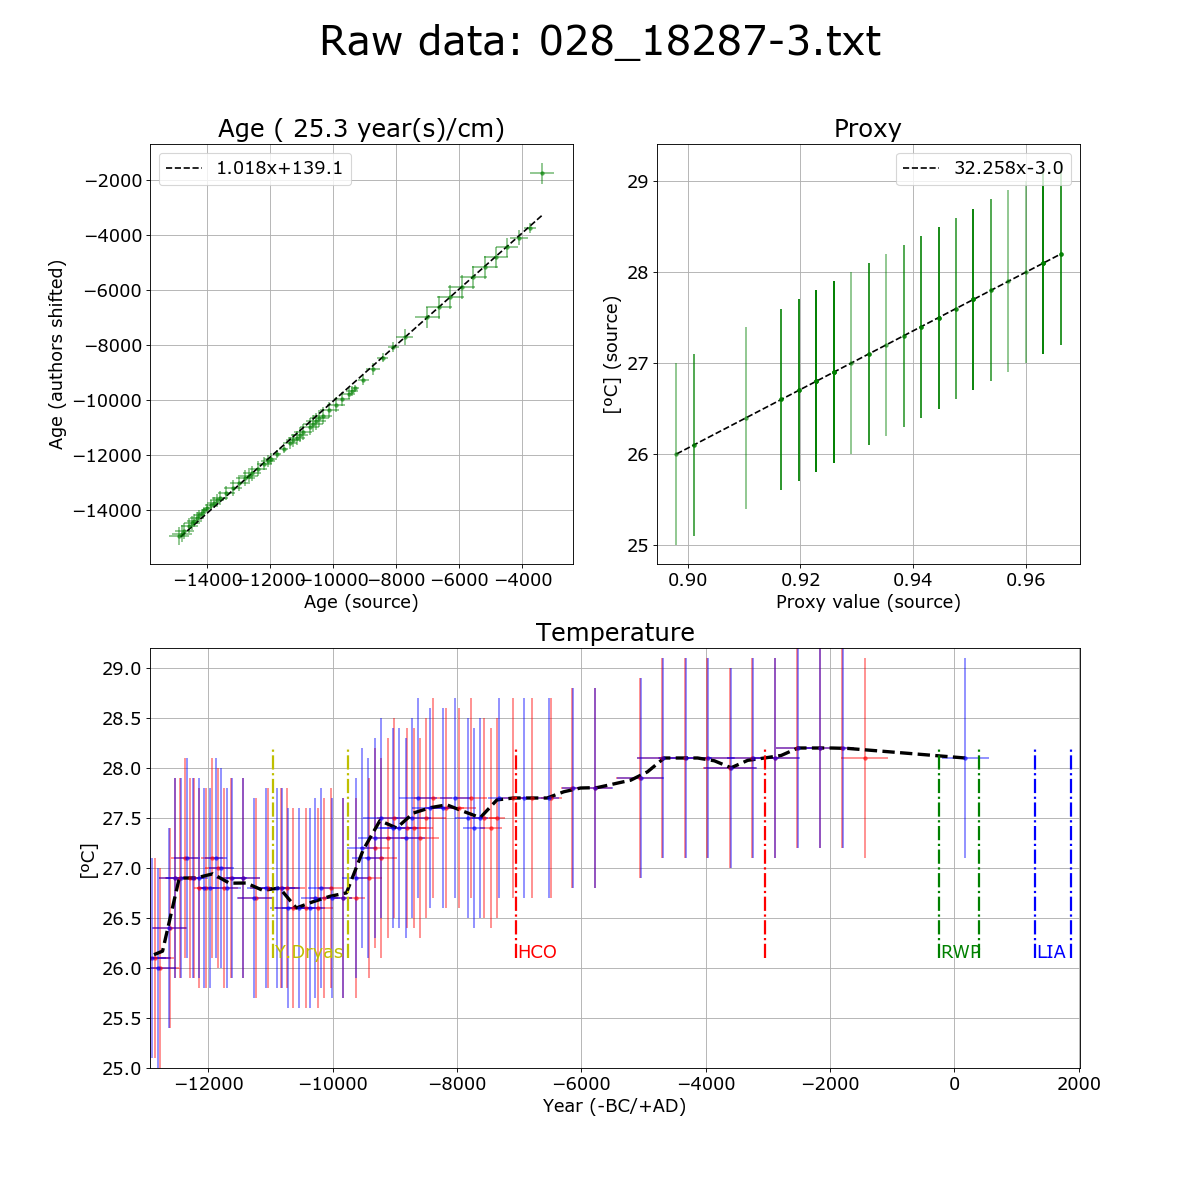 Raw data: 028_18287-3.txt
Age ( 25.3 year(s)/cm)
1.018x+139.1
−2000
−4000
−6000
−8000
−10000
−12000
−14000
Age (authors shifted)
−14000 −12000 −10000 −8000 −6000 −4000
Age (source)
Proxy
32.258x-3.0
29
28
27
26
25
[ºC] (source)
0.90 0.92 0.94 0.96
Proxy value (source)
Temperature
29.0
28.5
28.0
27.5
27.0
26.5
26.0
25.5
25.0
[ºC]
Y.Dryas HCO RWP LIA
−12000 −10000 −8000 −6000 −4000 −2000 0 2000
Year (-BC/+AD)